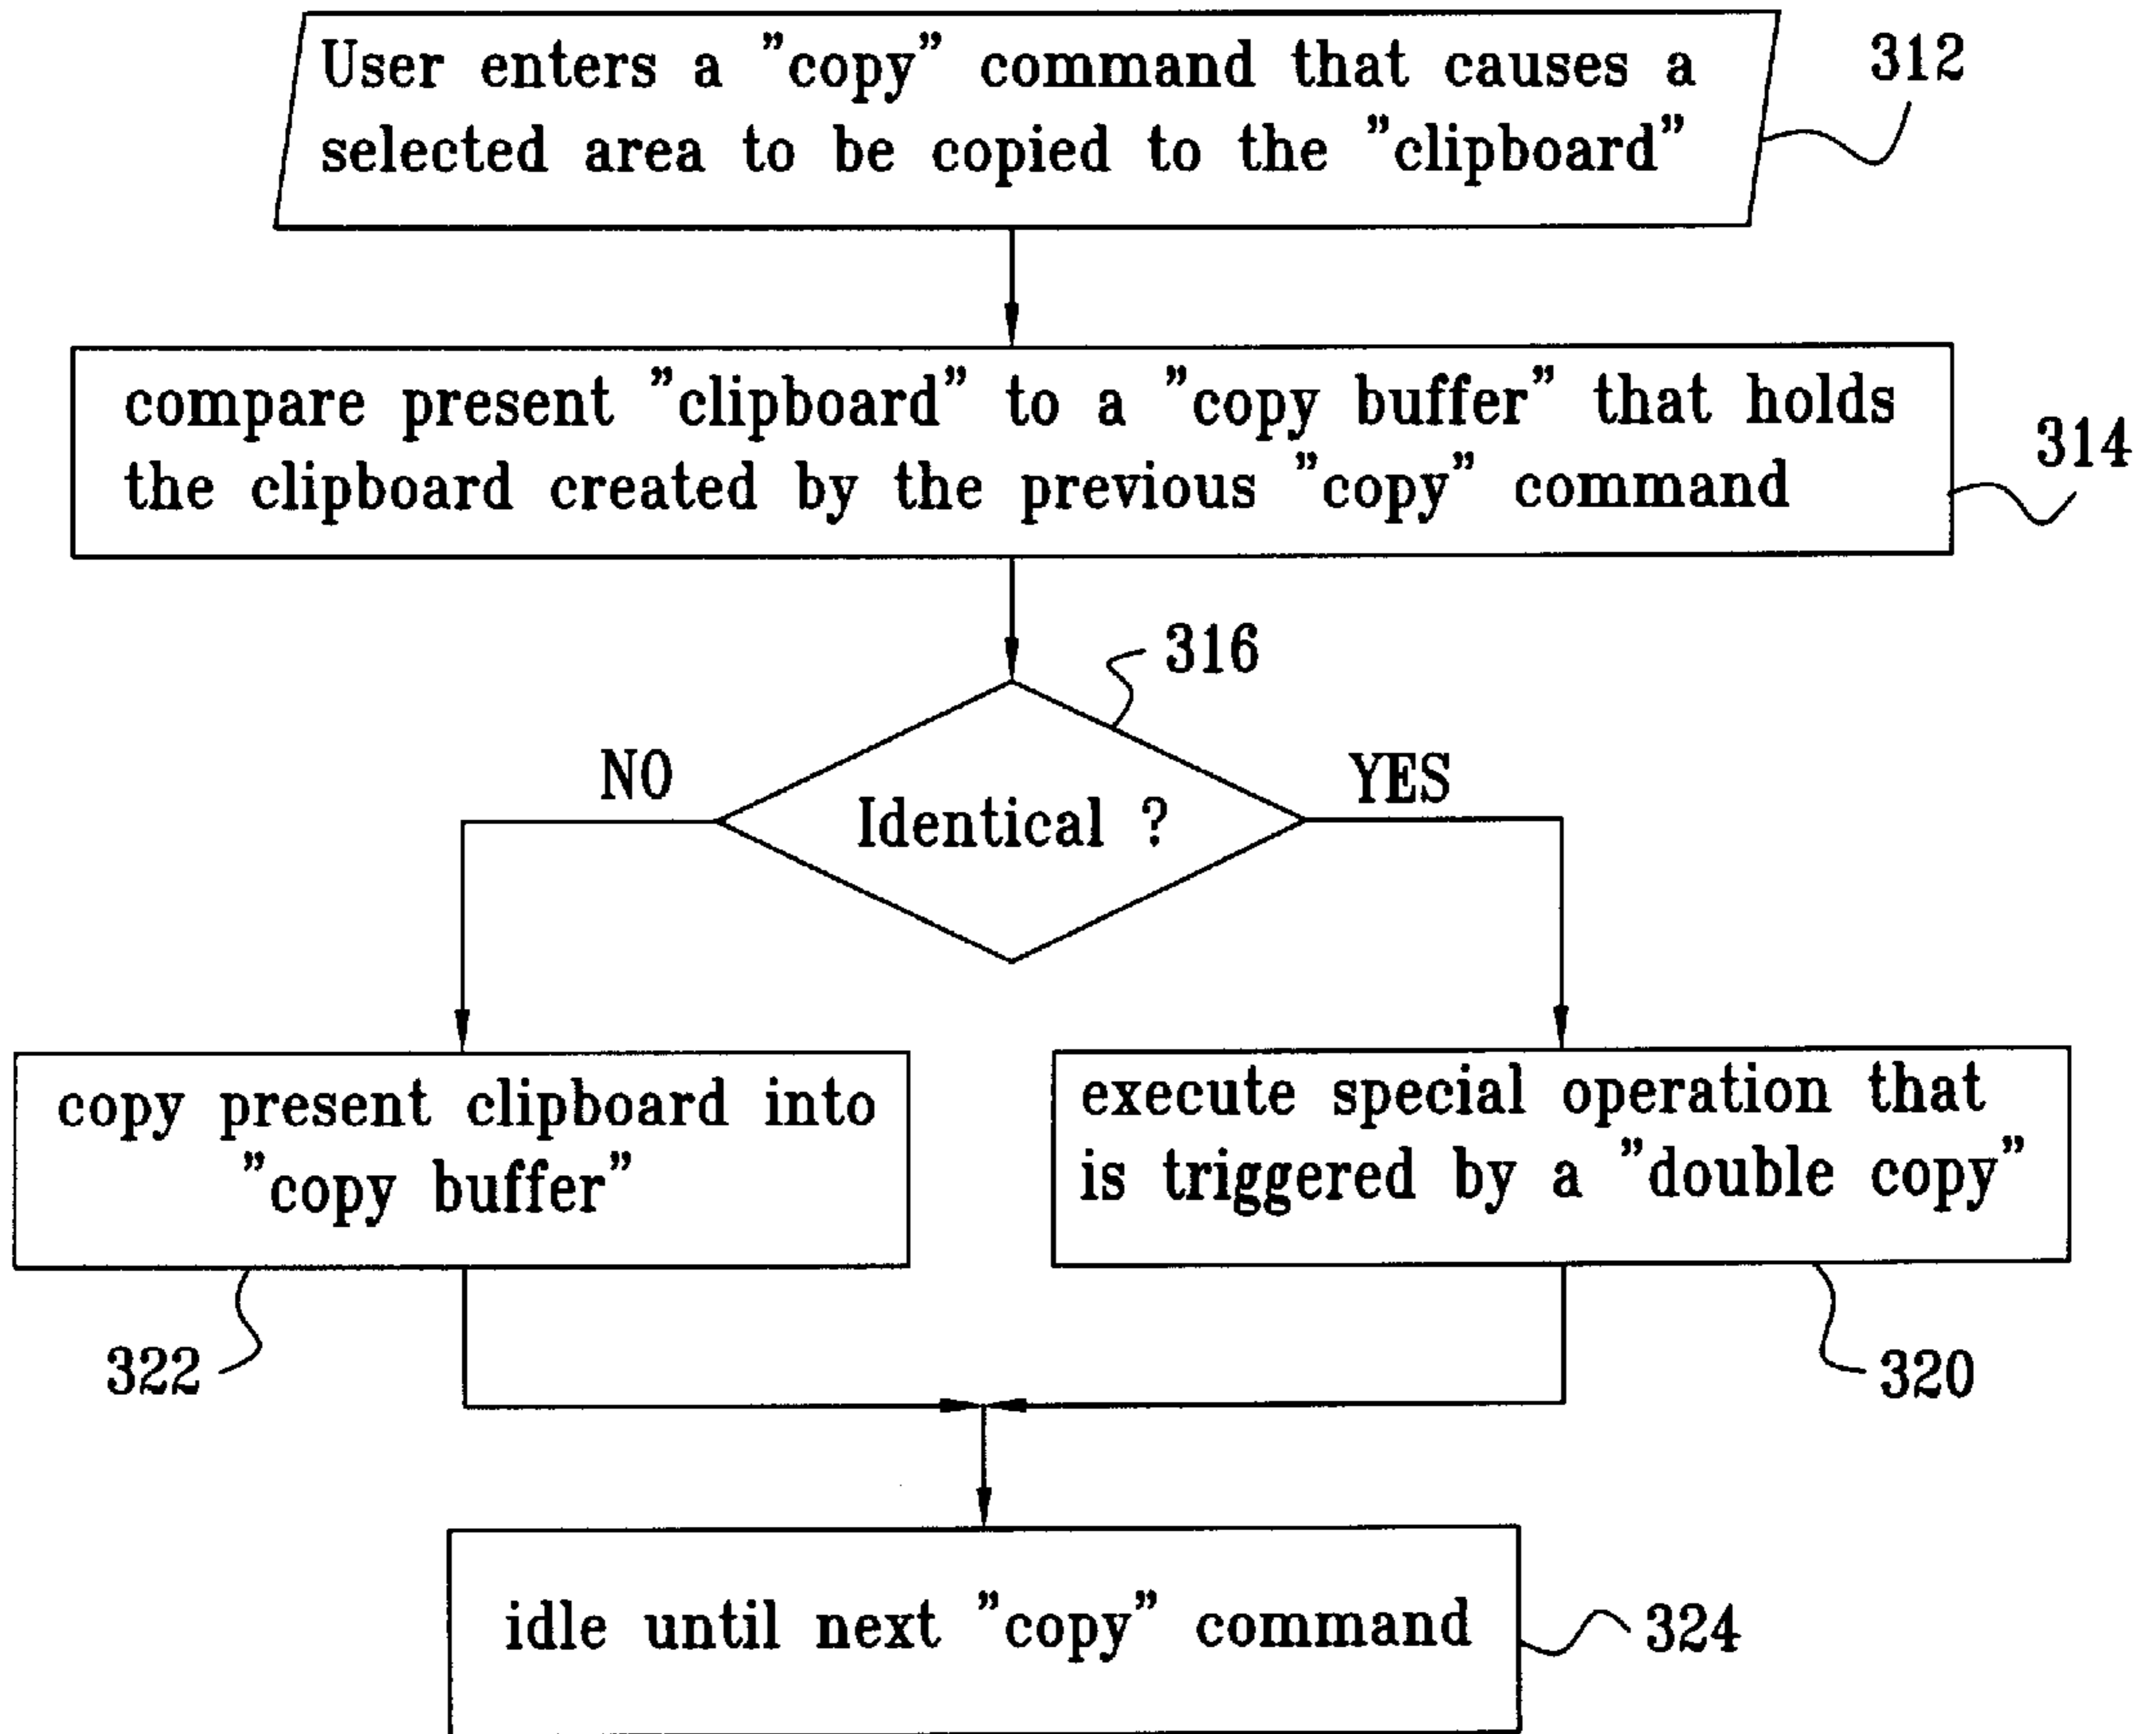 User enters a ”copy” command that causes a
selected area to be copied to the ”clipboard”
312
compare present ”clipboard” to a ”copy buffer” that holds
the clipboard created by the previous ”copy” command
314
316
NO
YES
Identical ?
copy present clipboard into
”copy buffer”
execute special operation that
is triggered by a ”double copy”
322
320
idle until next ”copy” command
324